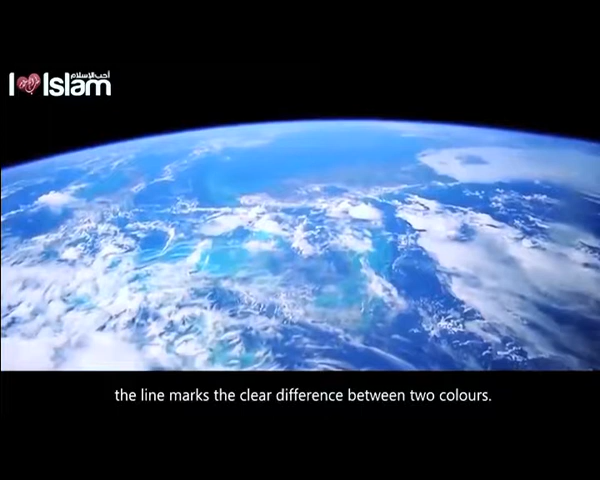 أحب الإسلام
I Islam
the line marks the clear difference between two colours.